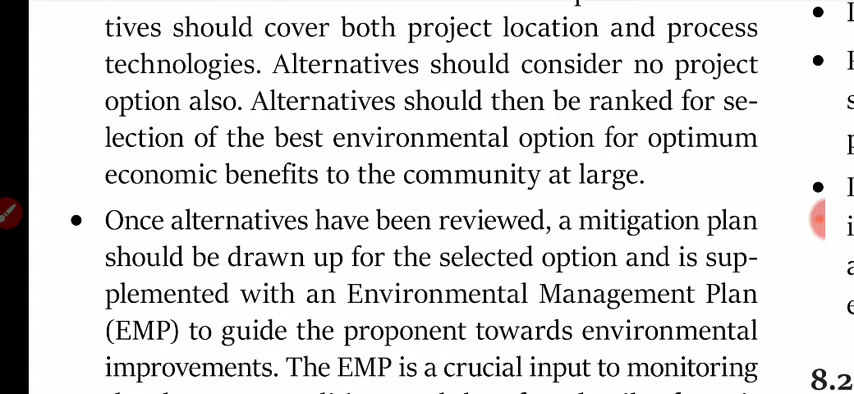 tives should cover both project location and process
technologies. Alternatives should consider no project
option also. Alternatives should then be ranked for se-
lection of the best environmental option for optimum
economic benefits to the community at large.
• Once alternatives have been reviewed, a mitigation plan
should be drawn up for the selected option and is sup-
plemented with an Environmental Management Plan
(EMP) to guide the proponent towards environmental
improvements. The EMP is a crucial input to monitoring
8.2